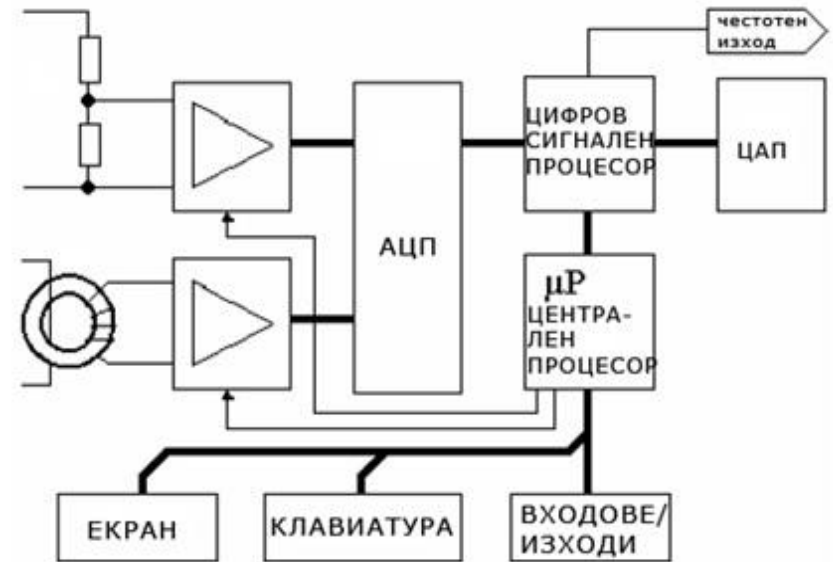 честотен
изход
ЦИФРОВ
СИГНАЛЕН
ПРОЦЕСОР
ЦАП
АЦП
μP
ЦЕНТРА-
ЛЕН
ПРОЦЕСОР
ЕКРАН
КЛАВИАТУРА
ВХОДОВЕ/
ИЗХОДИ